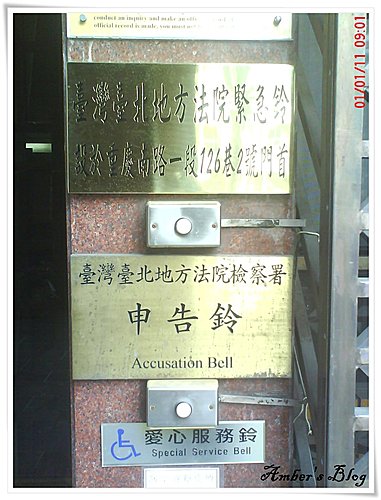 conduct an inquiry and make an
official record is made, you must
臺灣臺北地方法院緊急鈴
設於重慶南路一段126巷2號門首
臺灣臺北地方法院檢察署
申告鈴
Accusation Bell
愛心服務鈴
Special Service Bell
01/01/11 09:01
Amber's Blog